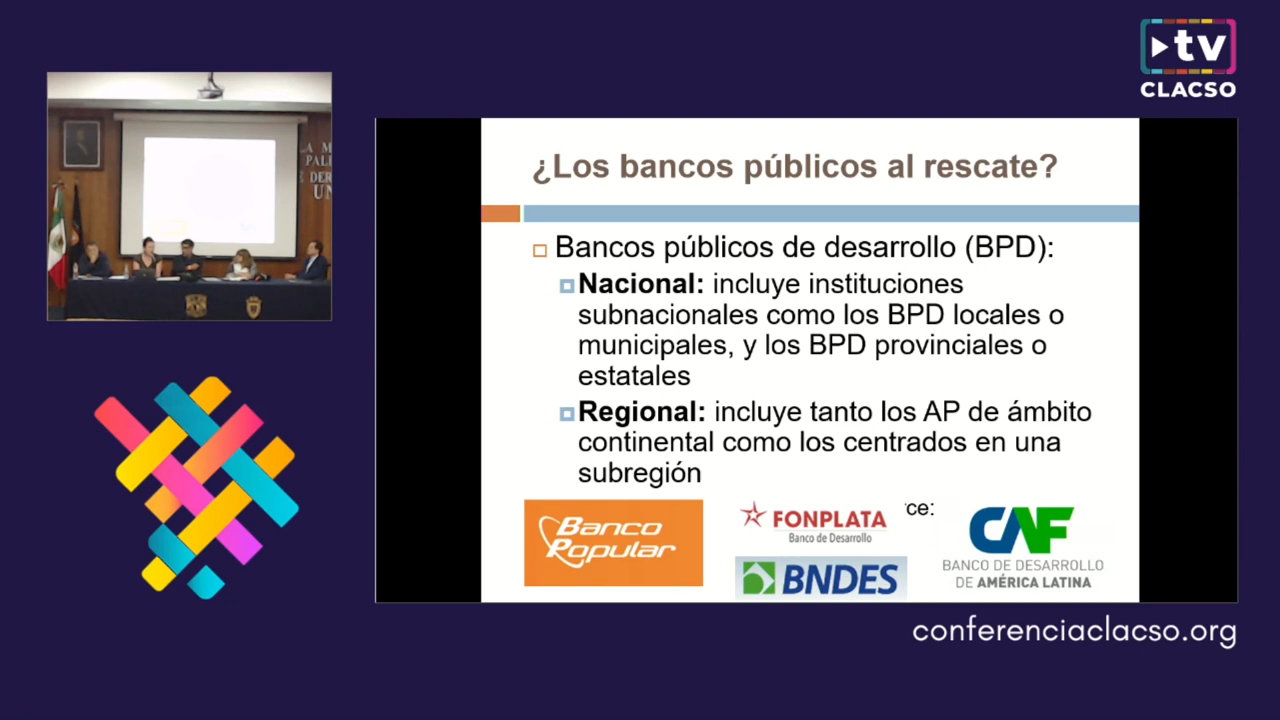 tv
CLACSO
¿Los bancos públicos al rescate?
Bancos públicos de desarrollo (BPD):
Nacional: incluye instituciones
subnacionales como los BPD locales o
municipales, y los BPD provinciales o
estatales
Regional: incluye tanto los AP de ámbito
continental como los centrados en una
subregión
Banco
Popular
FONPLATA
Banco de Desarrollo
BNDES
ce:
CAF
BANCO DE DESARROLLO
DE AMÉRICA LATINA
conferenciaclacso.org